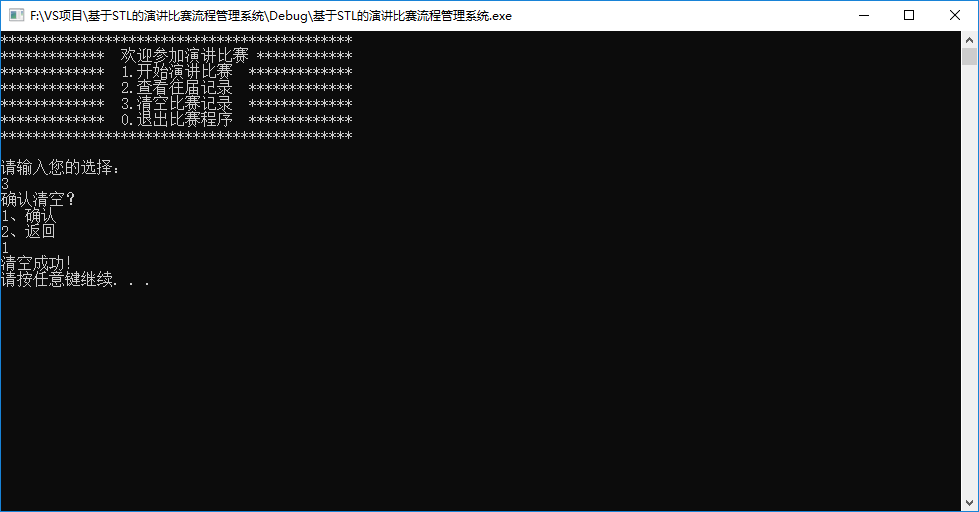 F:\VS项目\基于STL的演讲比赛流程管理系统\Debug\基于STL的演讲比赛流程管理系统.exe
********************************************
*************  欢迎参加演讲比赛 ************
*************  1.开始演讲比赛  *************
*************  2.查看往届记录  *************
*************  3.清空比赛记录  *************
*************  0.退出比赛程序  *************
********************************************
请输入您的选择：
3
确认清空？
1、确认
2、返回
1
清空成功！
请按任意键继续. . .